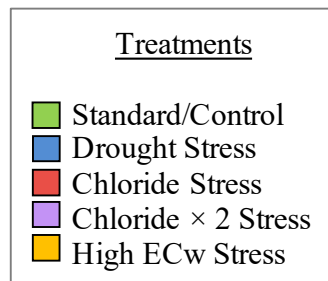 Treatments
Standard/Control
Drought Stress
Chloride Stress
Chloride × 2 Stress
High ECw Stress